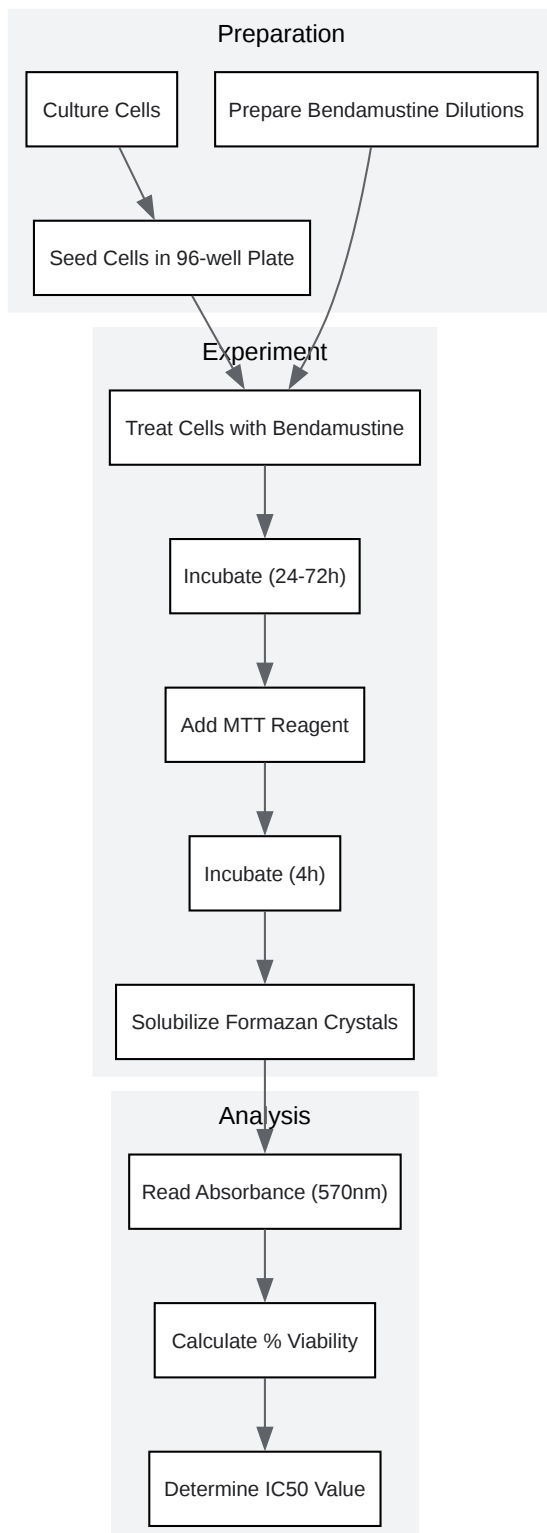 Preparation
Culture Cells
Prepare Bendamustine Dilutions
Seed Cells in 96-well Plate
Experiment
Treat Cells with Bendamustine
Incubate (24-72h)
Add MTT Reagent
Incubate (4h)
Solubilize Formazan Crystals
Analysis
Read Absorbance (570nm)
Calculate % Viability
Determine IC50 Value